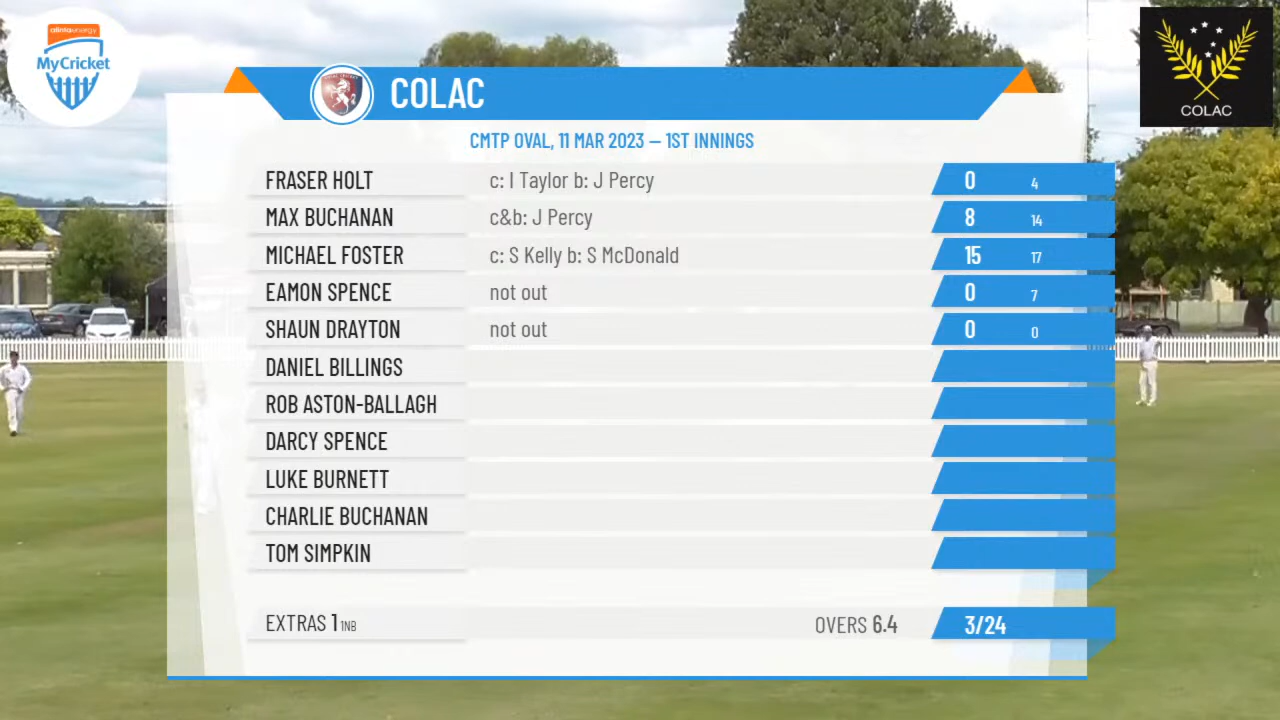 alintaenergy
MyCricket
COLAC
COLAC
CMTP OVAL, 11 MAR 2023 – 1ST INNINGS
FRASER HOLT c: I Taylor b: J Percy 0 4
MAX BUCHANAN c&b: J Percy 8 14
MICHAEL FOSTER c: S Kelly b: S McDonald 15 17
EAMON SPENCE not out 0 7
SHAUN DRAYTON not out 0 0
DANIEL BILLINGS
ROB ASTON-BALLAGH
DARCY SPENCE
LUKE BURNETT
CHARLIE BUCHANAN
TOM SIMPKIN
EXTRAS 1 1NB OVERS 6.4 3/24